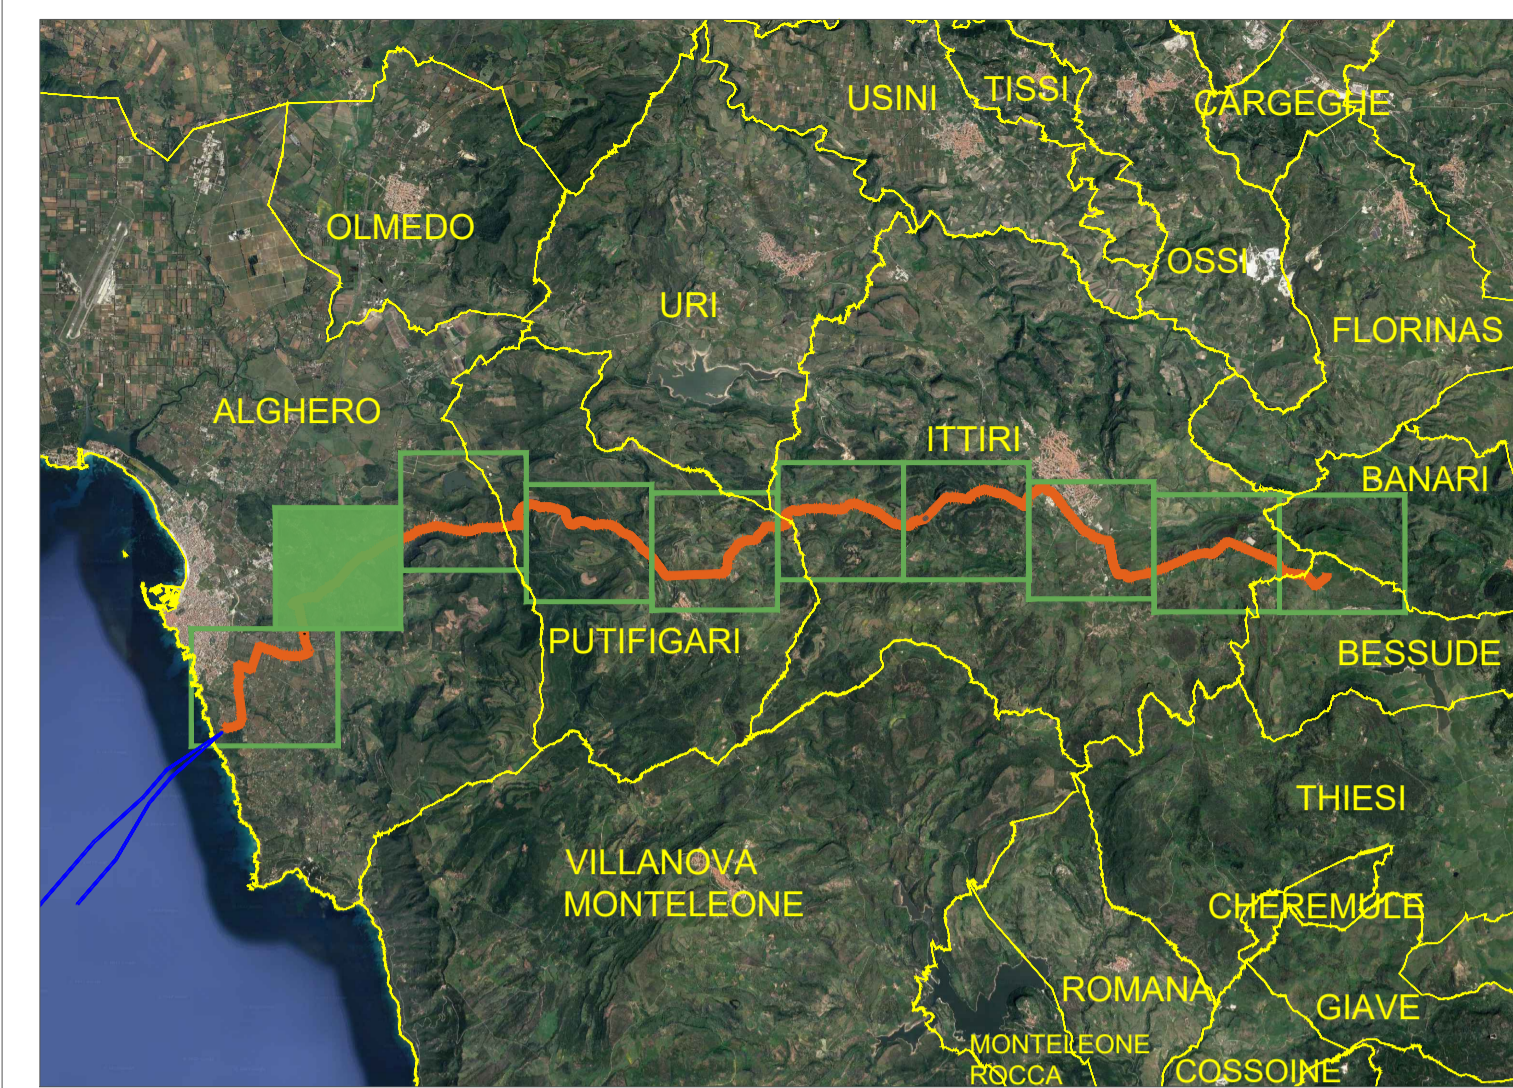 USINI
TISSI
CARGEGHE
OLMEDO
OSSI
URI
FLORINAS
ALGHERO
ITTIRI
BANARI
PUTIFIGARI
BESSUDE
THIESI
VILLANOVA
MONTELEONE
CHEREMULE
ROMANA
GIAVE
MONTELEONE
ROCCA
COSSOINE